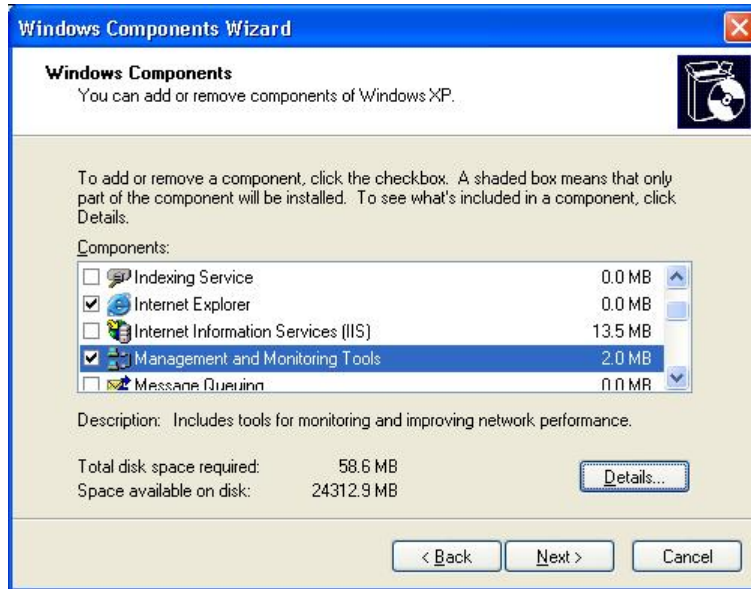 Windows Components Wizard
Windows Components
You can add or remove components of Windows XP.
To add or remove a component, click the checkbox. A shaded box means that only
part of the component will be installed. To see what's included in a component, click
Details.
Components:
Indexing Service 0.0 MB
Internet Explorer 0.0 MB
Internet Information Services (IIS) 13.5 MB
Management and Monitoring Tools 2.0 MB
Message Queuing 0.0 MB
Description: Includes tools for monitoring and improving network performance.
Total disk space required: 58.6 MB
Space available on disk: 24312.9 MB
Details...
< Back Next > Cancel